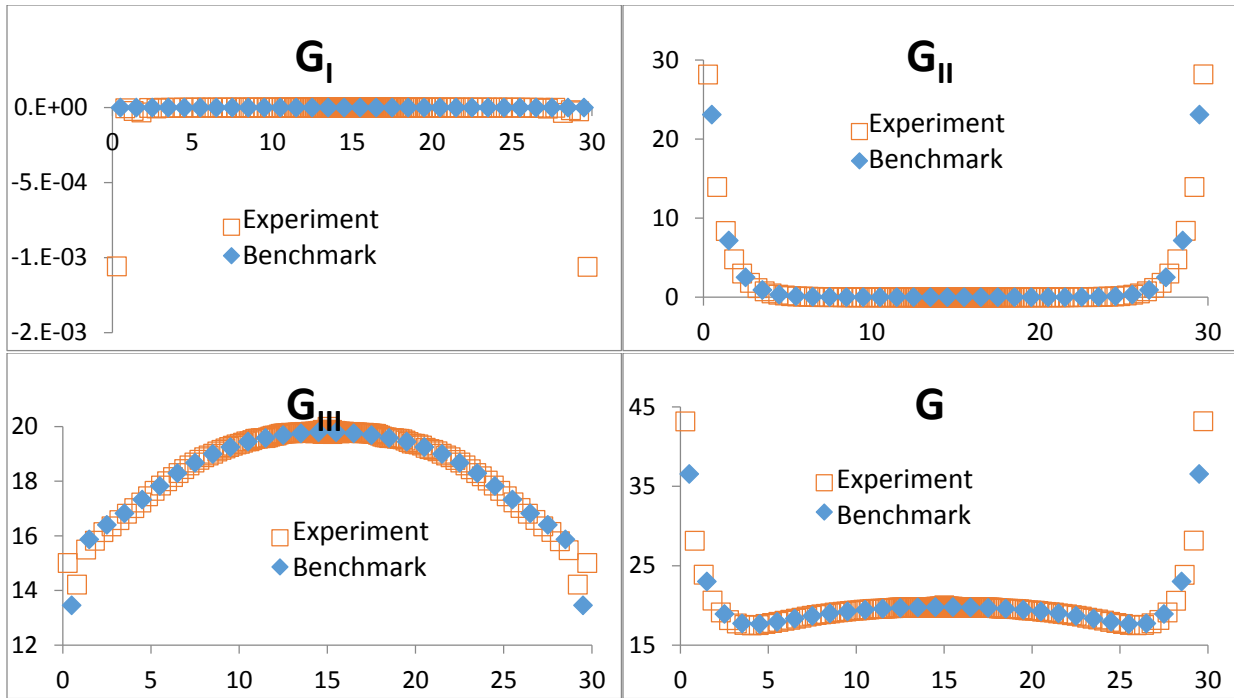 G_I
0.E+00
0 5 10 15 20 25 30
-5.E-04
Experiment
Benchmark
-1.E-03
-2.E-03
G_II
30
20
10
0
Experiment
Benchmark
0 10 20 30
G_III
20
18
16
14
12
Experiment
Benchmark
0 5 10 15 20 25 30
G
45
35
25
15
Experiment
Benchmark
0 5 10 15 20 25 30